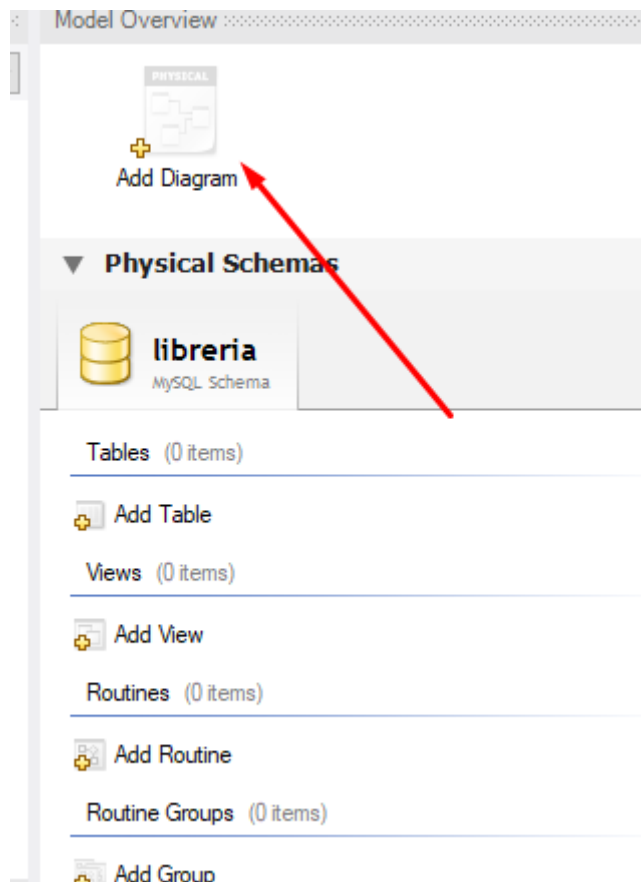 Model Overview
PHYSICAL
Add Diagram
Physical Schemas
libreria
MySQL Schema
Tables (0 items)
Add Table
Views (0 items)
Add View
Routines (0 items)
Add Routine
Routine Groups (0 items)
Add Group